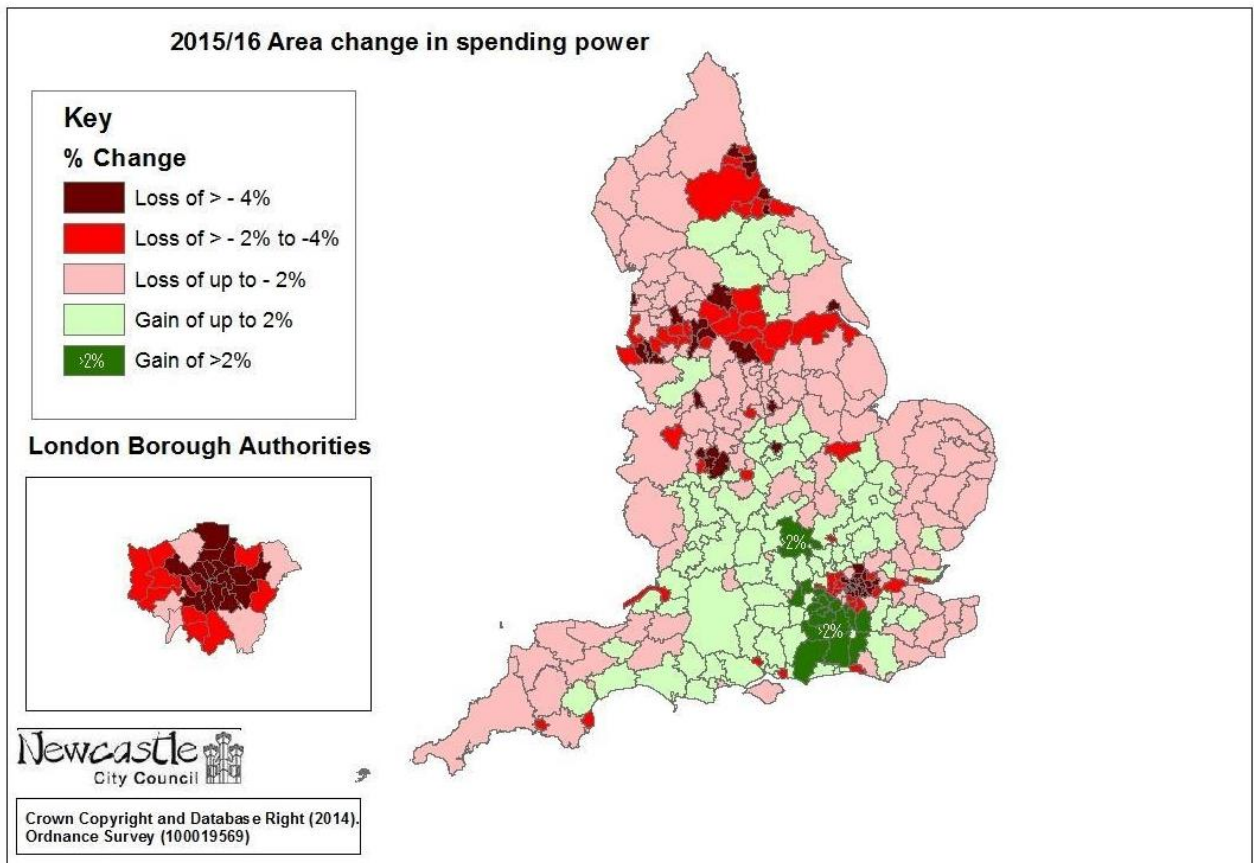 2015/16 Area change in spending power
Key
% Change
Loss of > - 4%
Loss of > - 2% to -4%
Loss of up to - 2%
Gain of up to 2%
>2%
Gain of >2%
London Borough Authorities
>2%
>2%
Newcastle
City Council
Crown Copyright and Database Right (2014).
Ordnance Survey (100019569)